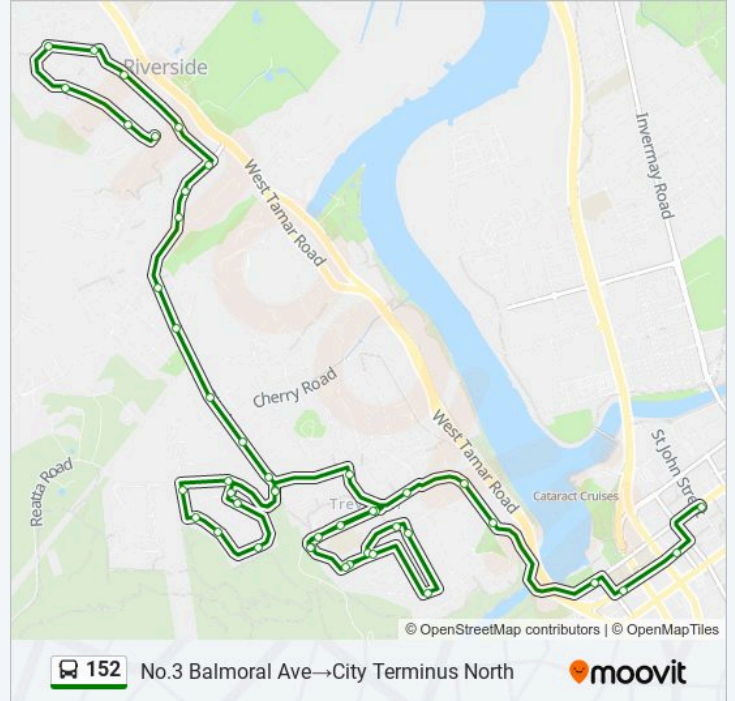 Riverside
Invermay Road
West Tamar Road
Cherry Road
West Tamar Road
St John Street
Reatta Road
Cataract Cruises
© OpenStreetMap contributors | © OpenMapTiles
152 No.3 Balmoral Ave→City Terminus North moovit